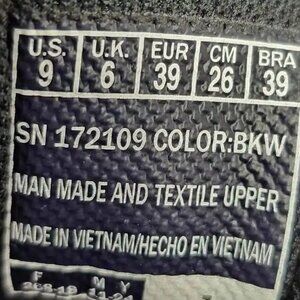 U.S. U.K. EUR CM BRA
9 6 39 26 39
SN 172109 COLOR:BKW
MAN MADE AND TEXTILE UPPER
MADE IN VIETNAM/HECHO EN VIETNAM
F M Y